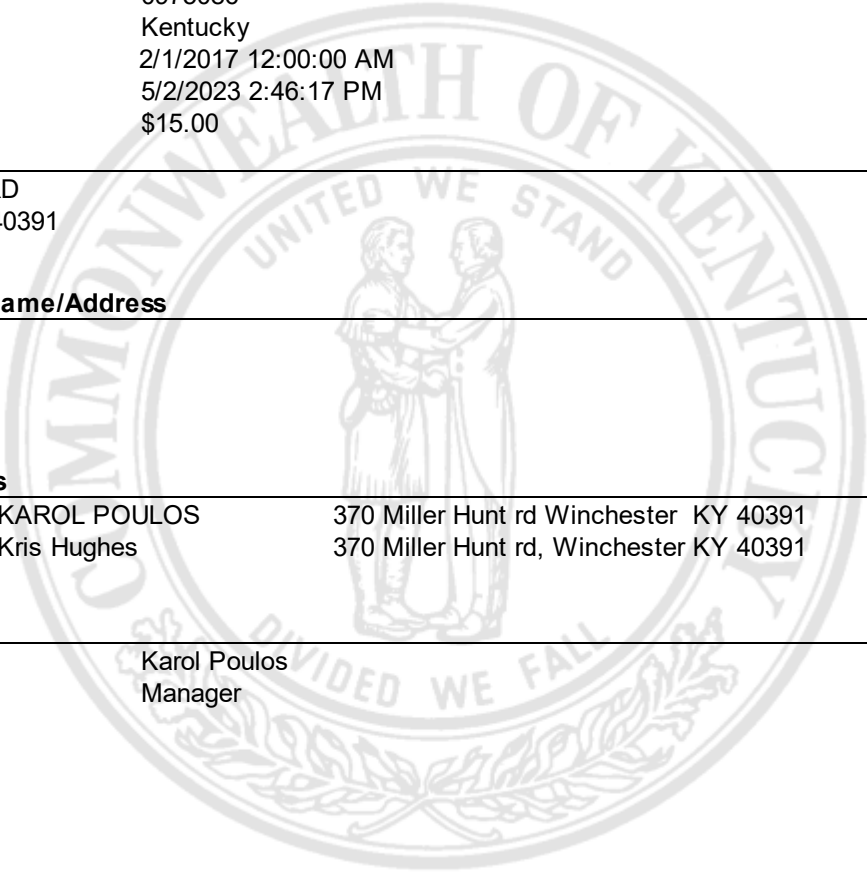 Kentucky
2/1/2017 12:00:00 AM
5/2/2023 2:46:17 PM
$15.00
D
40391
ame/Address
s
KAROL POULOS 370 Miller Hunt rd Winchester KY 40391
Kris Hughes 370 Miller Hunt rd, Winchester KY 40391
Karol Poulos
Manager
COMMONWEALTH OF KENTUCKY
UNITED WE STAND
DIVIDED WE FALL